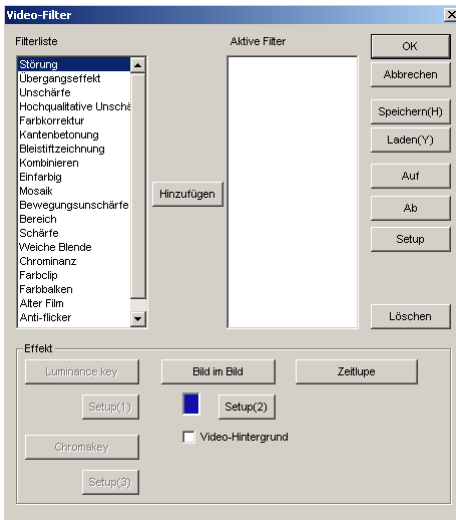 Video-Filter
Filterliste
Aktive Filter
OK
Störung
Übergangseffekt
Unschärfe
Hochqualitative Unschä
Farbkorrektur
Kantenbetonung
Bleistiftzeichnung
Kombinieren
Einfarbig
Mosaik
Bewegungsunschärfe
Bereich
Schärfe
Weiche Blende
Chrominanz
Farbclip
Farbbalken
Alter Film
Anti-flicker
Hinzufügen
Abbrechen
Speichern(H)
Laden(Y)
Auf
Ab
Setup
Löschen
Effekt
Luminance key
Bild im Bild
Zeitlupe
Setup(1)
Setup(2)
Chromakey
Video-Hintergrund
Setup(3)